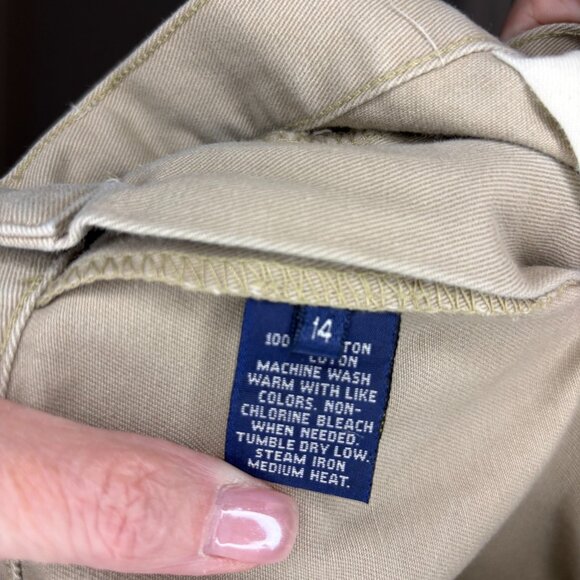 14
100 TON
COTON
MACHINE WASH
WARM WITH LIKE
COLORS. NON-
CHLORINE BLEACH
WHEN NEEDED.
TUMBLE DRY LOW.
STEAM IRON
MEDIUM HEAT.